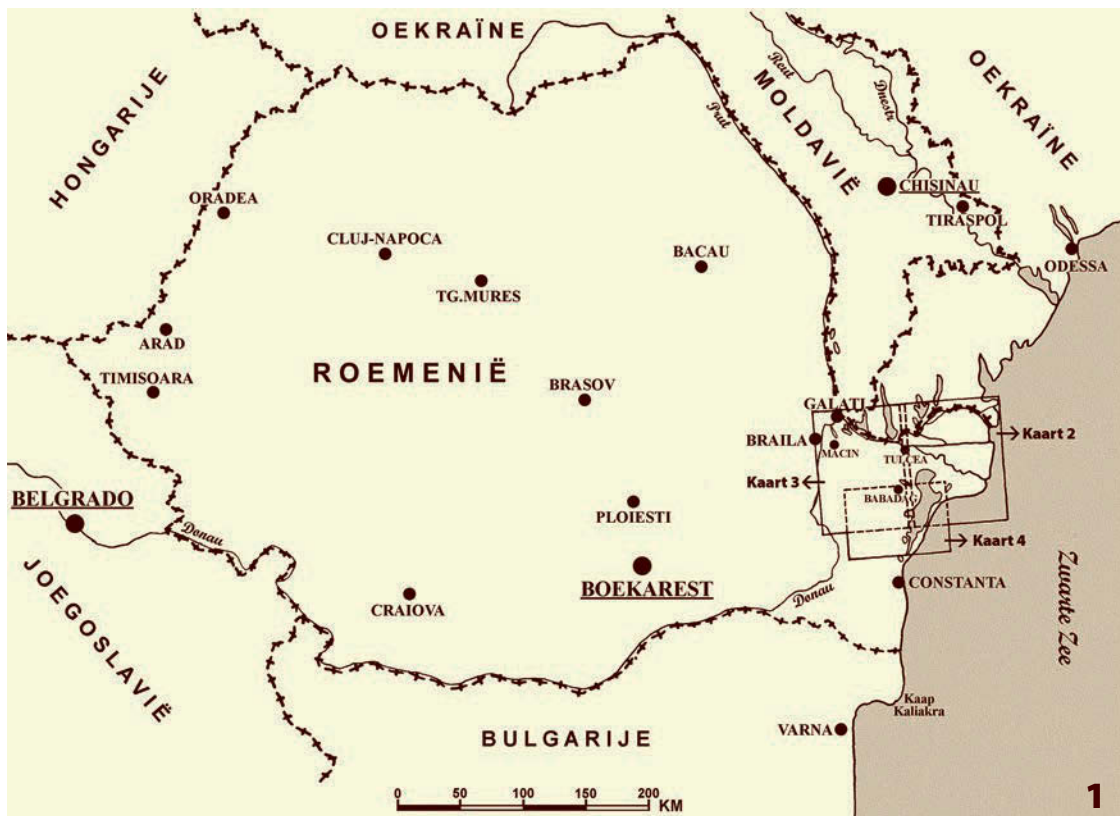 OEKRAÏNE
HONGARIJE
MOLDAVIË
OEKRAÏNE
Reut
Dnestr
Prut
CHISINAU
TIRASPOL
ODESSA
ORADEA
CLUJ-NAPOCA
BACAU
TG.MURES
ARAD
TIMISOARA
ROEMENIË
BRASOV
GALATI
BRAILA
MACIN
TULCEA
Kaart 2
Kaart 3
BABADAG
BELGRADO
Donau
PLOIESTI
Kaart 4
BOEKAREST
CONSTANTA
Zwarte Zee
JOEGOSLAVIË
CRAIOVA
Donau
Kaap
Kaliakra
VARNA
BULGARIJE
0 50 100 150 200
KM
1